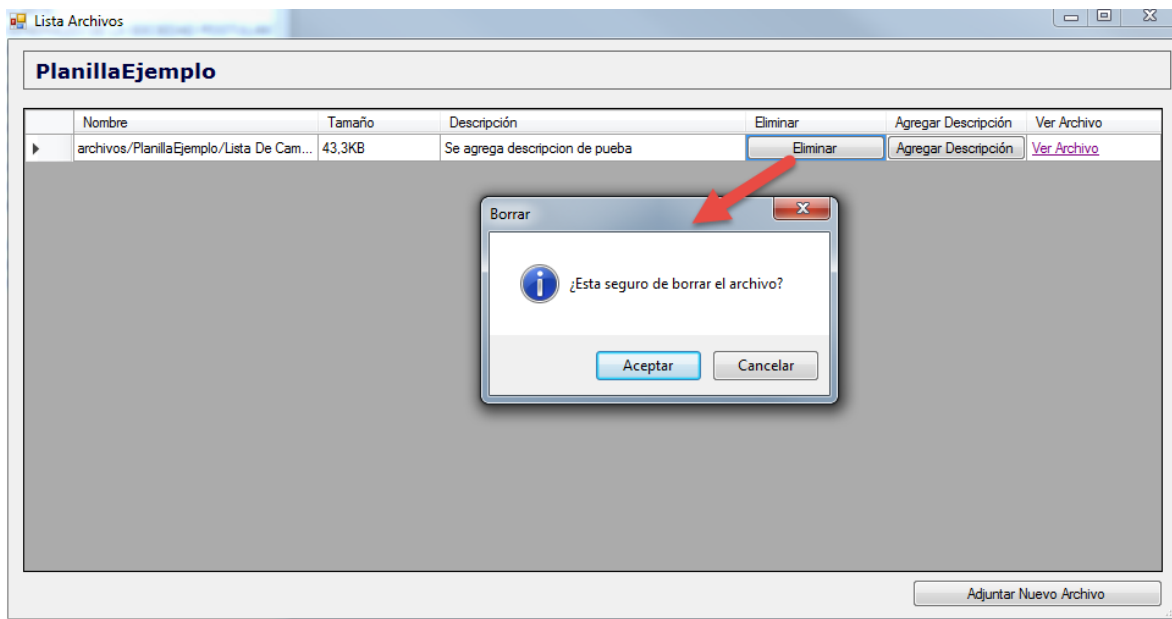 Lista Archivos
PlanillaEjemplo
Nombre Tamaño Descripción Eliminar Agregar Descripción Ver Archivo
archivos/PlanillaEjemplo/Lista De Cam... 43,3KB Se agrega descripcion de pueba Eliminar Agregar Descripción Ver Archivo
Borrar
¿Esta seguro de borrar el archivo?
Aceptar Cancelar
Adjuntar Nuevo Archivo